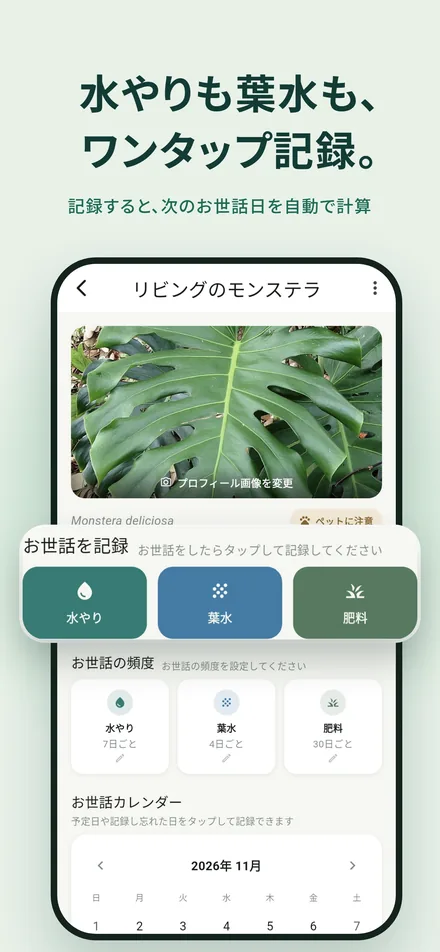 水やりも葉水も、
ワンタップ記録。
記録すると、次のお世話日を自動で計算
リビングのモンステラ
プロフィール画像を変更
Monstera deliciosa
ペットに注意
お世話を記録 お世話をしたらタップして記録してください
水やり 葉水 肥料
お世話の頻度 お世話の頻度を設定してください
水やり 葉水 肥料
7日ごと 4日ごと 30日ごと
お世話カレンダー
予定日や記録し忘れた日をタップして記録できます
2026年 11月
日 月 火 水 木 金 土
1 2 3 4 5 6 7